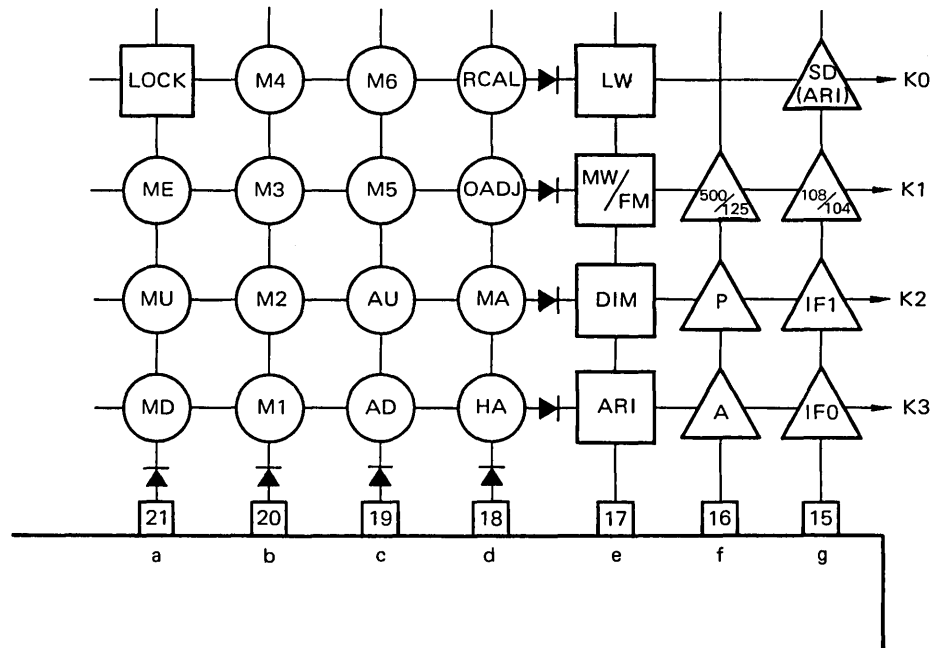 LOCK M4 M6 RCAL LW SD (ARI) K0
ME M3 M5 OADJ MW/FM 500/125 108/104 K1
MU M2 AU MA DIM P IF1 K2
MD M1 AD HA ARI A IF0 K3
21 20 19 18 17 16 15
a b c d e f g